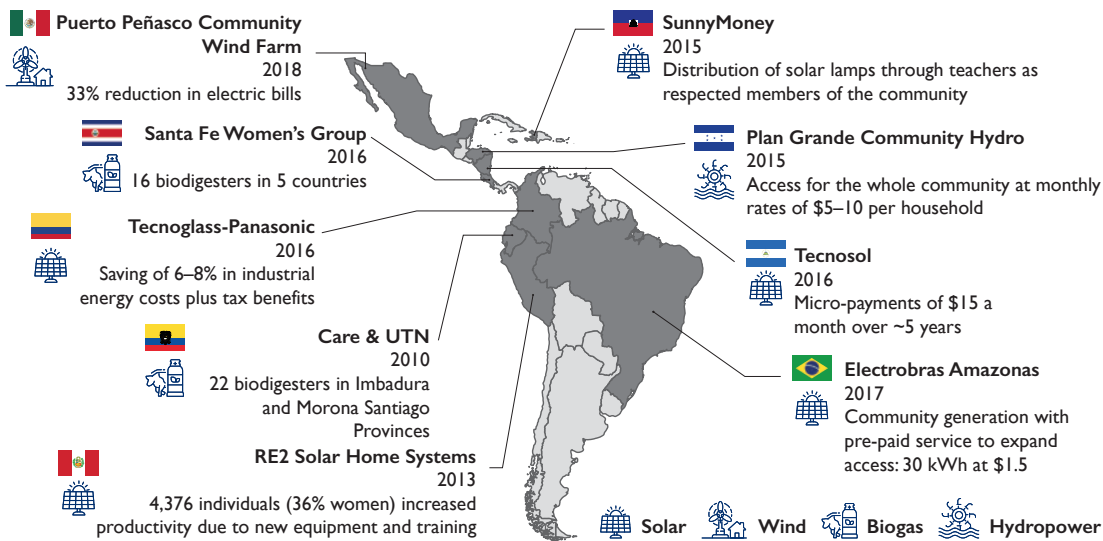 Puerto Peñasco Community
Wind Farm
2018
33% reduction in electric bills
Santa Fe Women's Group
2016
16 biodigesters in 5 countries
Tecnoglass-Panasonic
2016
Saving of 6–8% in industrial
energy costs plus tax benefits
Care & UTN
2010
22 biodigesters in Imbadura
and Morona Santiago
Provinces
RE2 Solar Home Systems
2013
4,376 individuals (36% women) increased
productivity due to new equipment and training
SunnyMoney
2015
Distribution of solar lamps through teachers as
respected members of the community
Plan Grande Community Hydro
2015
Access for the whole community at monthly
rates of $5–10 per household
Tecnosol
2016
Micro-payments of $15 a
month over ~5 years
Electrobras Amazonas
2017
Community generation with
pre-paid service to expand
access: 30 kWh at $1.5
Solar Wind Biogas Hydropower